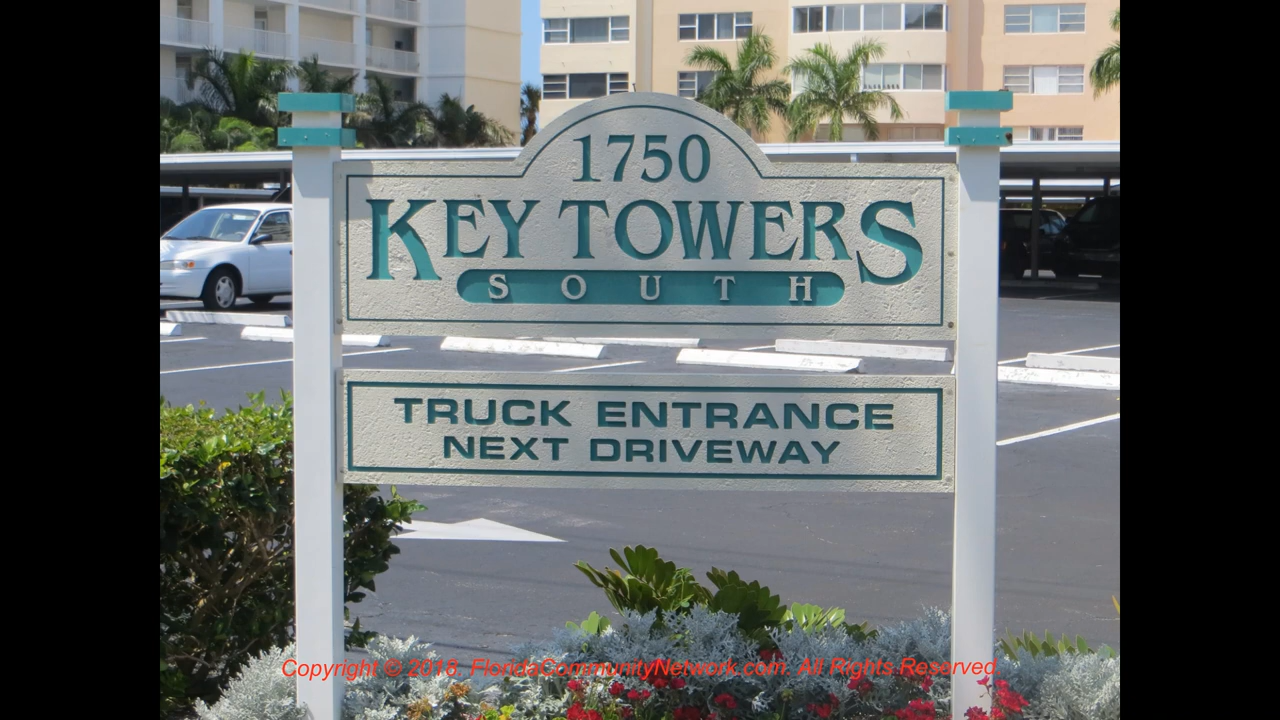 1750
KEY TOWERS
SOUTH
TRUCK ENTRANCE
NEXT DRIVEWAY
Copyright © 2018. FloridaCommunityNetwork.com. All Rights Reserved.